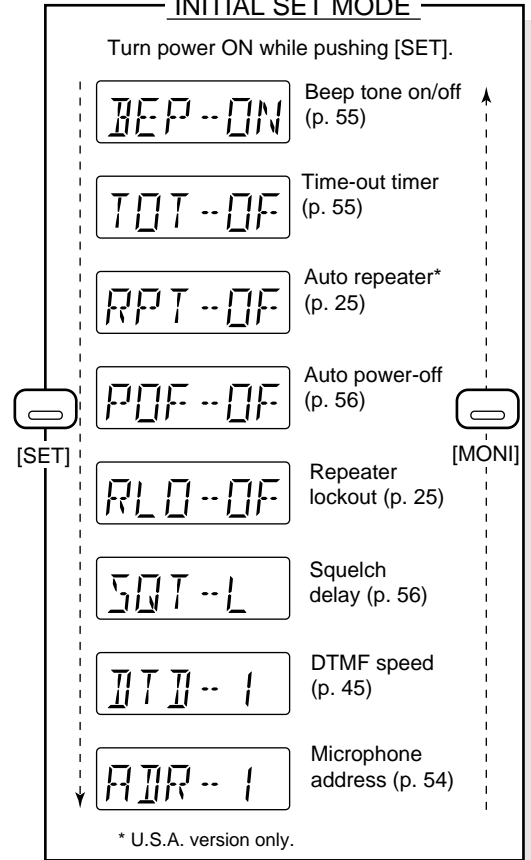 INITIAL SET MODE
Turn power ON while pushing [SET].
BEP--ON
Beep tone on/off
(p. 55)
TOT--OF
Time-out timer
(p. 55)
RPT--OF
Auto repeater*
(p. 25)
POF--OF
Auto power-off
(p. 56)
[SET]
[MONI]
RLO--OF
Repeater
lockout (p. 25)
SQT--L
Squelch
delay (p. 56)
DTD-- 1
DTMF speed
(p. 45)
ADR-- 1
Microphone
address (p. 54)
* U.S.A. version only.